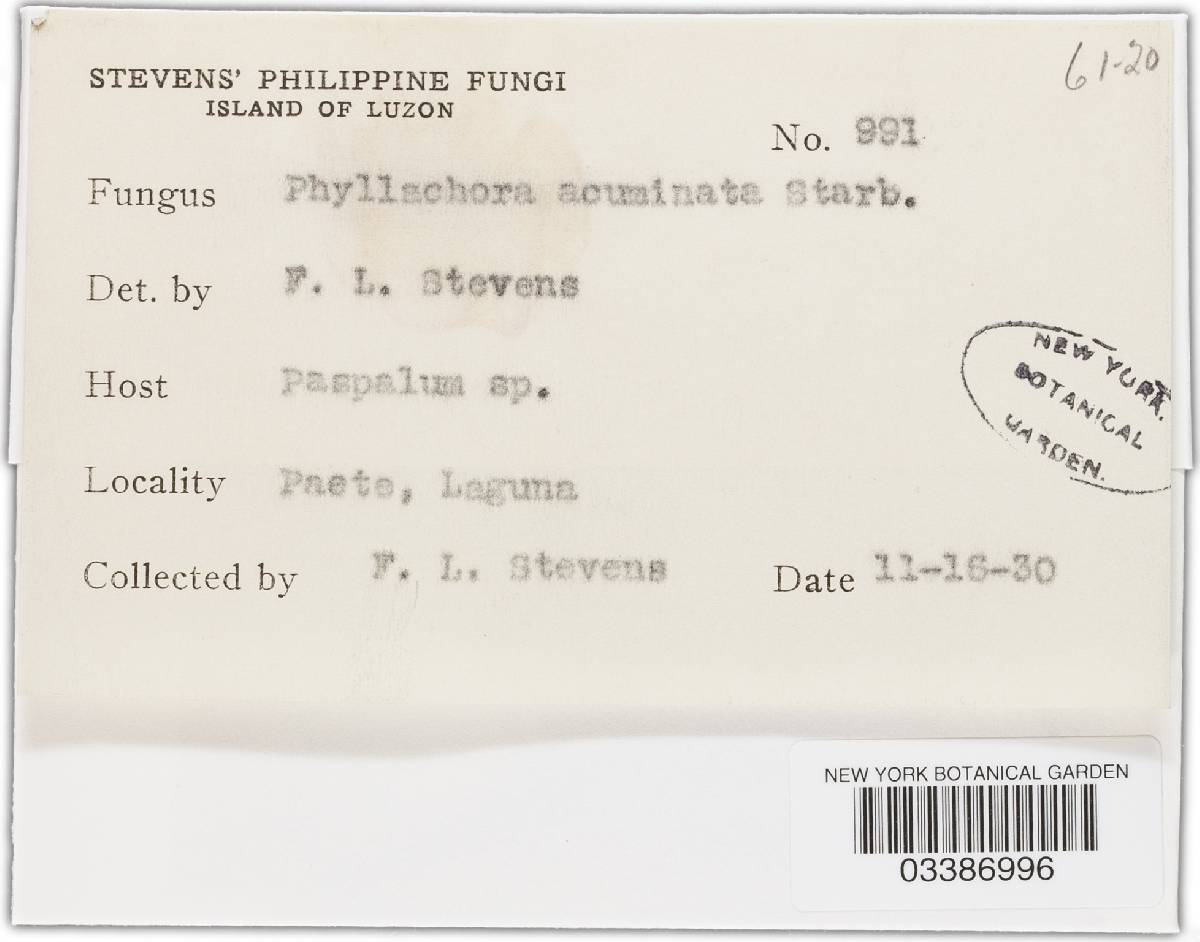 61-20
STEVENS' PHILIPPINE FUNGI
ISLAND OF LUZON
No. 991
Fungus Phyllachora acuminata Starb.
Det. by F. L. Stevens
Host Paspalum sp.
NEW YORK
BOTANICAL
GARDEN.
Locality Paete, Laguna
Collected by F. L. Stevens Date 11-16-30
NEW YORK BOTANICAL GARDEN
03386996